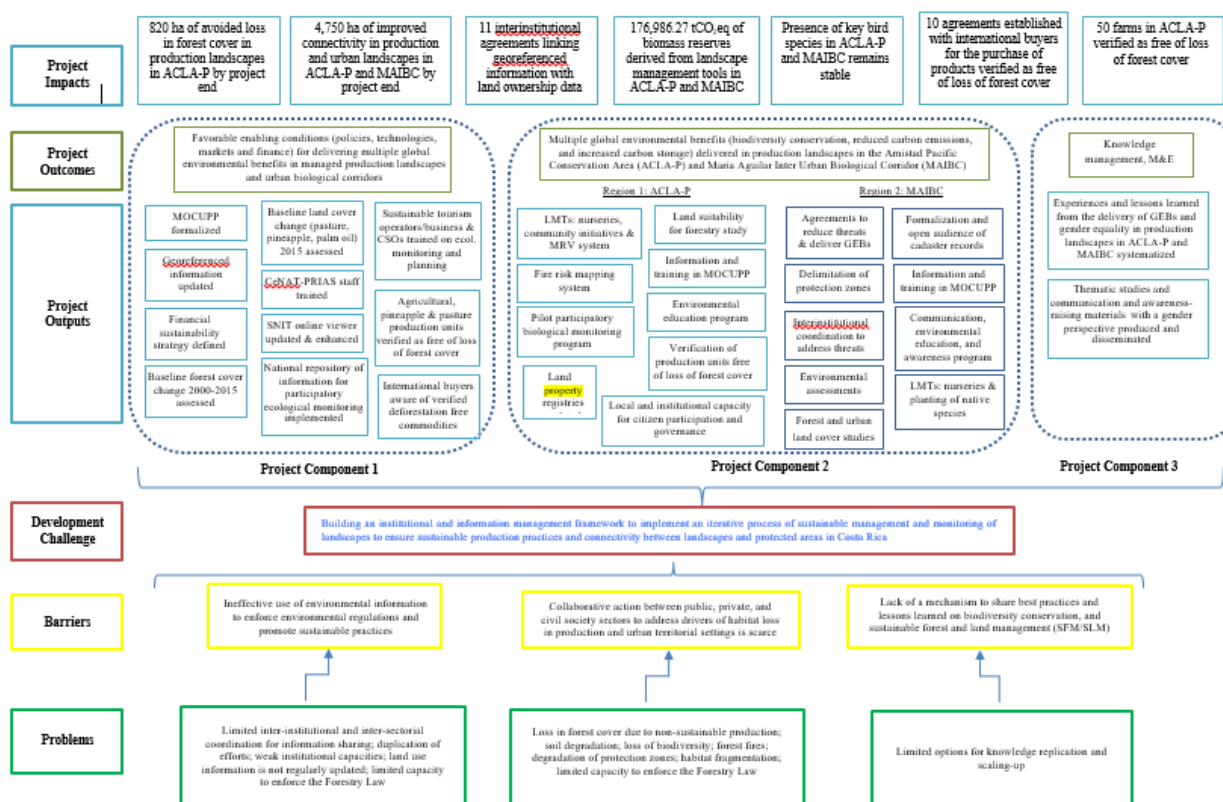 Project
Impacts
820 ha of avoided loss
in forest cover in
production landscapes
in ACLA-P by project
end
4,750 ha of improved
connectivity in production
and urban landscapes in
ACLA-P and MAIBC by
project end
11 interinstitutional
agreements linking
georeferenced
information with
land ownership data
176,986.27 tCO2eq of
biomass reserves
derived from landscape
management tools in
ACLA-P and MAIBC
Presence of key bird
species in ACLA-P
and MAIBC remains
stable
10 agreements established
with international buyers
for the purchase of
products verified as free
of loss of forest cover
50 farms in ACLA-P
verified as free of loss
of forest cover
Project
Outcomes
Favorable enabling conditions (policies, technologies,
markets and finance) for delivering multiple global
environmental benefits in managed production landscapes
and urban biological corridors
Multiple global environmental benefits (biodiversity conservation, reduced carbon emissions,
and increased carbon storage) delivered in production landscapes in the Amistad Pacific
Conservation Area (ACLA-P) and Maria Aguilar Inter Urban Biological Corridor (MAIBC)
Knowledge
management, M&E
Project
Outputs
MOCUPP
formalized
Georeferenced
information
updated
Financial
sustainability
strategy defined
Baseline forest cover
change 2000-2015
assessed
Baseline land cover
change (pasture,
pineapple, palm oil)
2015 assessed
CeNAT-PRIAS staff
trained
SNIT online viewer
updated & enhanced
National repository of
information for
participatory
ecological monitoring
implemented
Sustainable tourism
operators/business &
CSOs trained on ecol.
monitoring and
planning
Agricultural,
pineapple & pasture
production units
verified as free of loss
of forest cover
International buyers
aware of verified
deforestation free
commodities
Region 1: ACLA-P
LMTs: nurseries,
community initiatives &
MRV system
Fire risk mapping
system
Pilot participatory
biological monitoring
program
Land
property
registries
Land suitability
for forestry study
Information and
training in MOCUPP
Environmental
education program
Verification of
production units free
of loss of forest cover
Local and institutional capacity
for citizen participation and
governance
Region 2: MAIBC
Agreements to
reduce threats
& deliver GEBs
Delimitation of
protection zones
Interinstitutional
coordination to
address threats
Environmental
assessments
Forest and urban
land cover studies
Formalization and
open audience of
cadaster records
Information and
training in MOCUPP
Communication,
environmental
education, and
awareness program
LMTs: nurseries &
planting of native
species
Experiences and lessons learned
from the delivery of GEBs and
gender equality in production
landscapes in ACLA-P and
MAIBC systematized
Thematic studies and
communication and awareness-
raising materials with a gender
perspective produced and
disseminated
Project Component 1
Project Component 2
Project Component 3
Development
Challenge
Building an institutional and information management framework to implement an iterative process of sustainable management and monitoring of
landscapes to ensure sustainable production practices and connectivity between landscapes and protected areas in Costa Rica
Barriers
Ineffective use of environmental information
to enforce environmental regulations and
promote sustainable practices
Collaborative action between public, private, and
civil society sectors to address drivers of habitat loss
in production and urban territorial settings is scarce
Lack of a mechanism to share best practices and
lessons learned on biodiversity conservation, and
sustainable forest and land management (SFM/SLM)
Problems
Limited inter-institutional and inter-sectorial
coordination for information sharing; duplication of
efforts; weak institutional capacities; land use
information is not regularly updated; limited capacity
to enforce the Forestry Law
Loss in forest cover due to non-sustainable production;
soil degradation; loss of biodiversity; forest fires;
degradation of protection zones; habitat fragmentation;
limited capacity to enforce the Forestry Law
Limited options for knowledge replication and
scaling-up